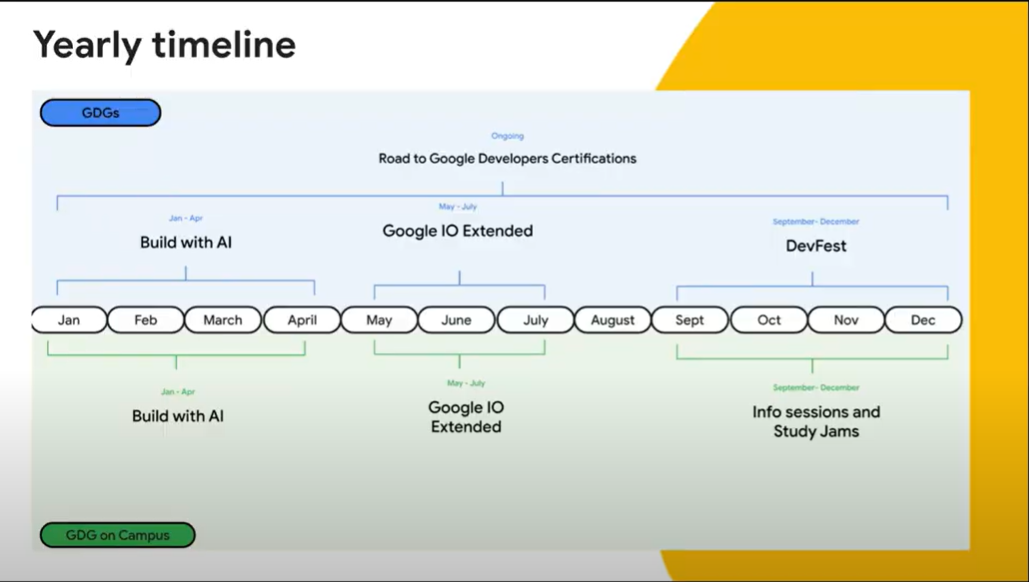 Yearly timeline
GDGs
Ongoing
Road to Google Developers Certifications
Jan - Apr
Build with AI
May - July
Google IO Extended
September- December
DevFest
Jan
Feb
March
April
May
June
July
August
Sept
Oct
Nov
Dec
Jan - Apr
Build with AI
May - July
Google IO
Extended
September- December
Info sessions and
Study Jams
GDG on Campus